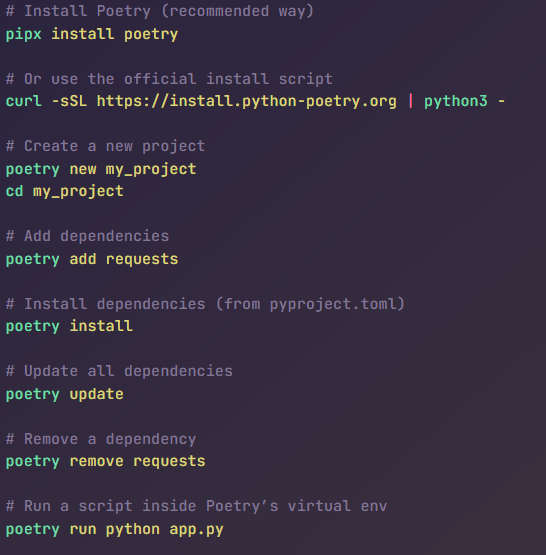 # Install Poetry (recommended way)
pipx install poetry
# Or use the official install script
curl -sSL https://install.python-poetry.org | python3 -
# Create a new project
poetry new my_project
cd my_project
# Add dependencies
poetry add requests
# Install dependencies (from pyproject.toml)
poetry install
# Update all dependencies
poetry update
# Remove a dependency
poetry remove requests
# Run a script inside Poetry’s virtual env
poetry run python app.py